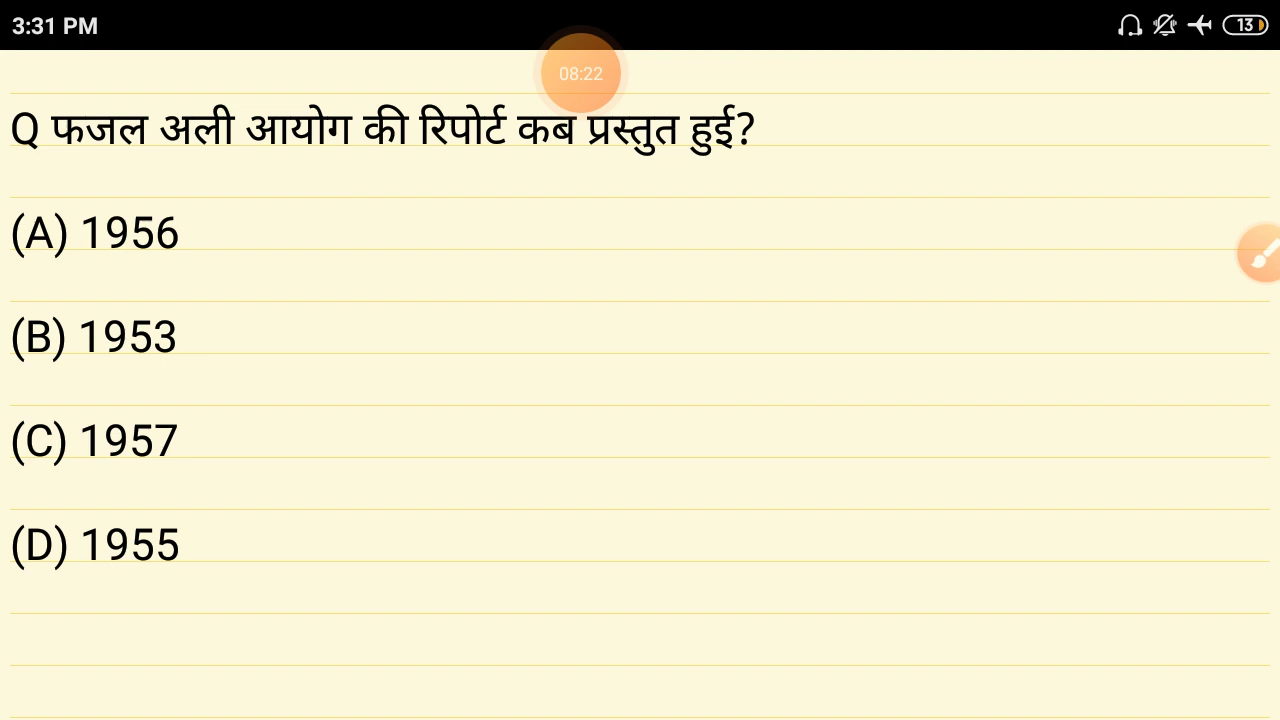 3:31 PM
13
08:22
Q फजल अली आयोग की रिपोर्ट कब प्रस्तुत हुई?
(A) 1956
(B) 1953
(C) 1957
(D) 1955